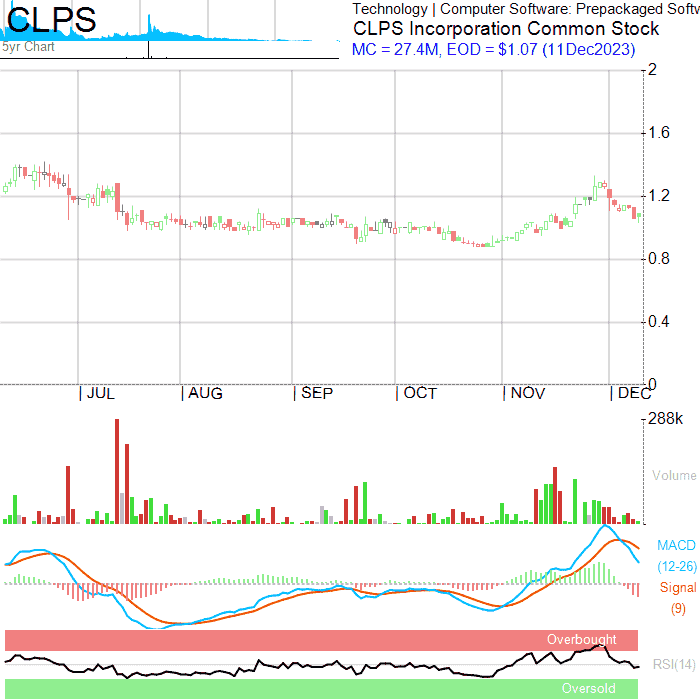 CLPS
5yr Chart
Technology | Computer Software: Prepackaged Softw
CLPS Incorporation Common Stock
MC = 27.4M, EOD = $1.07 (11Dec2023)
2
1.6
1.2
0.8
0.4
0
| JUL | AUG | SEP | OCT | NOV | DEC
288k
Volume
MACD
(12-26)
Signal
(9)
Overbought
RSI(14)
Oversold